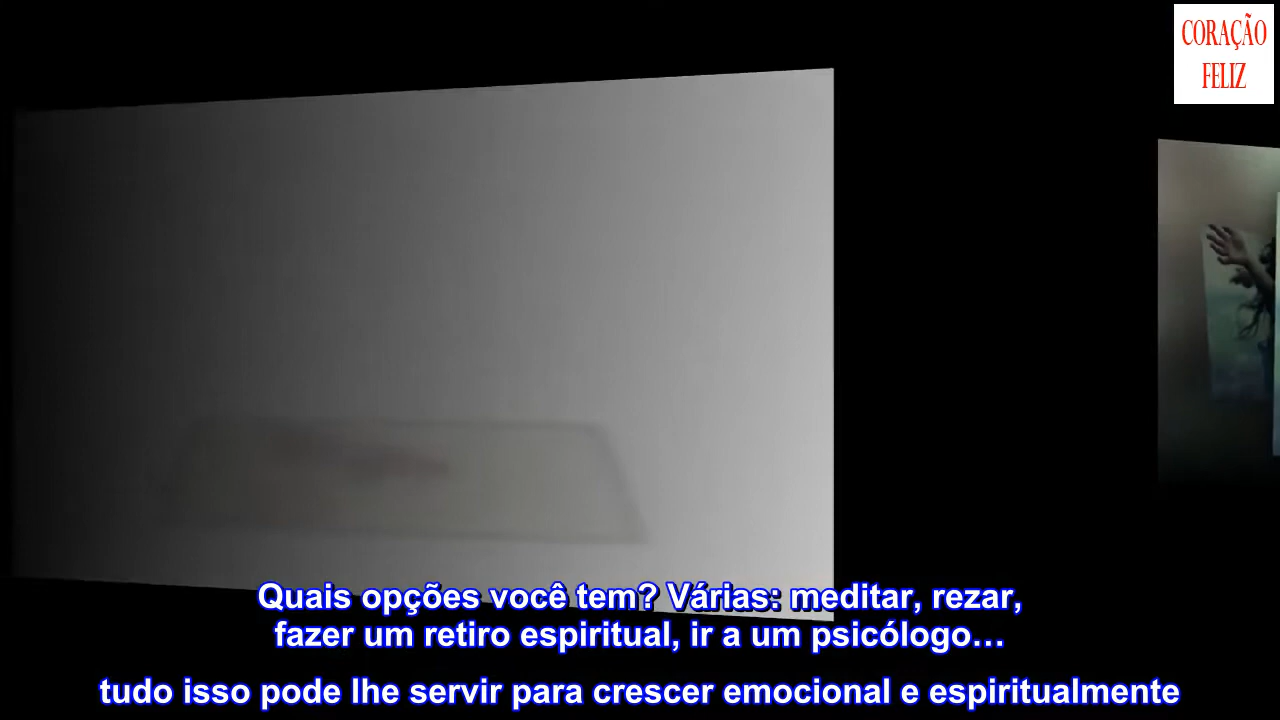 CORAÇÃO
FELIZ
Quais opções você tem? Várias: meditar, rezar,
fazer um retiro espiritual, ir a um psicólogo…
tudo isso pode lhe servir para crescer emocional e espiritualmente